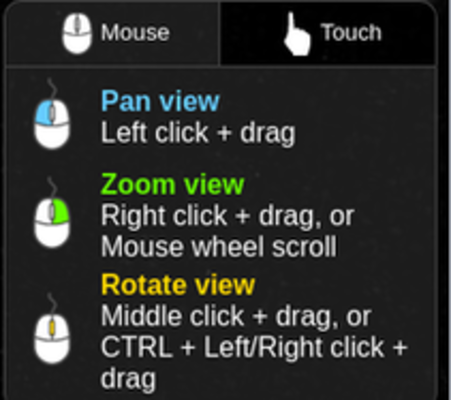 Mouse Touch
Pan view
Left click + drag
Zoom view
Right click + drag, or
Mouse wheel scroll
Rotate view
Middle click + drag, or
CTRL + Left/Right click +
drag